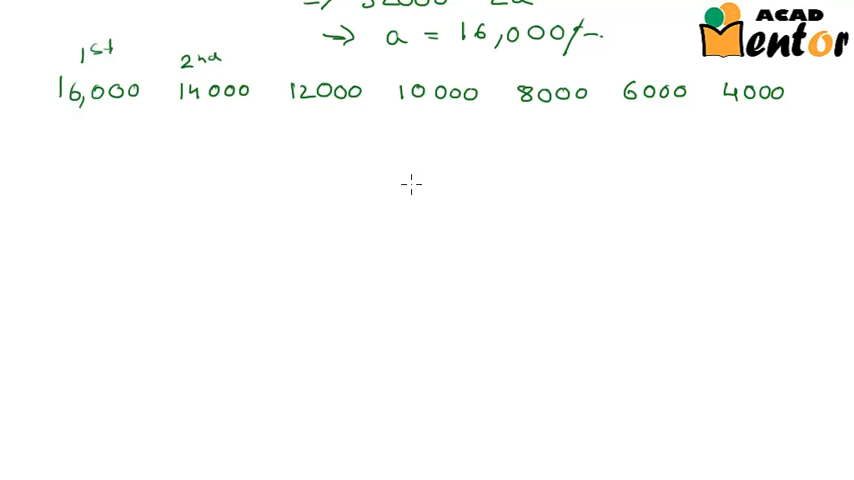 → a = 16,000/-.
ACAD
Mentor
1st 2nd
16,000 14000 12000 10000 8000 6000 4000